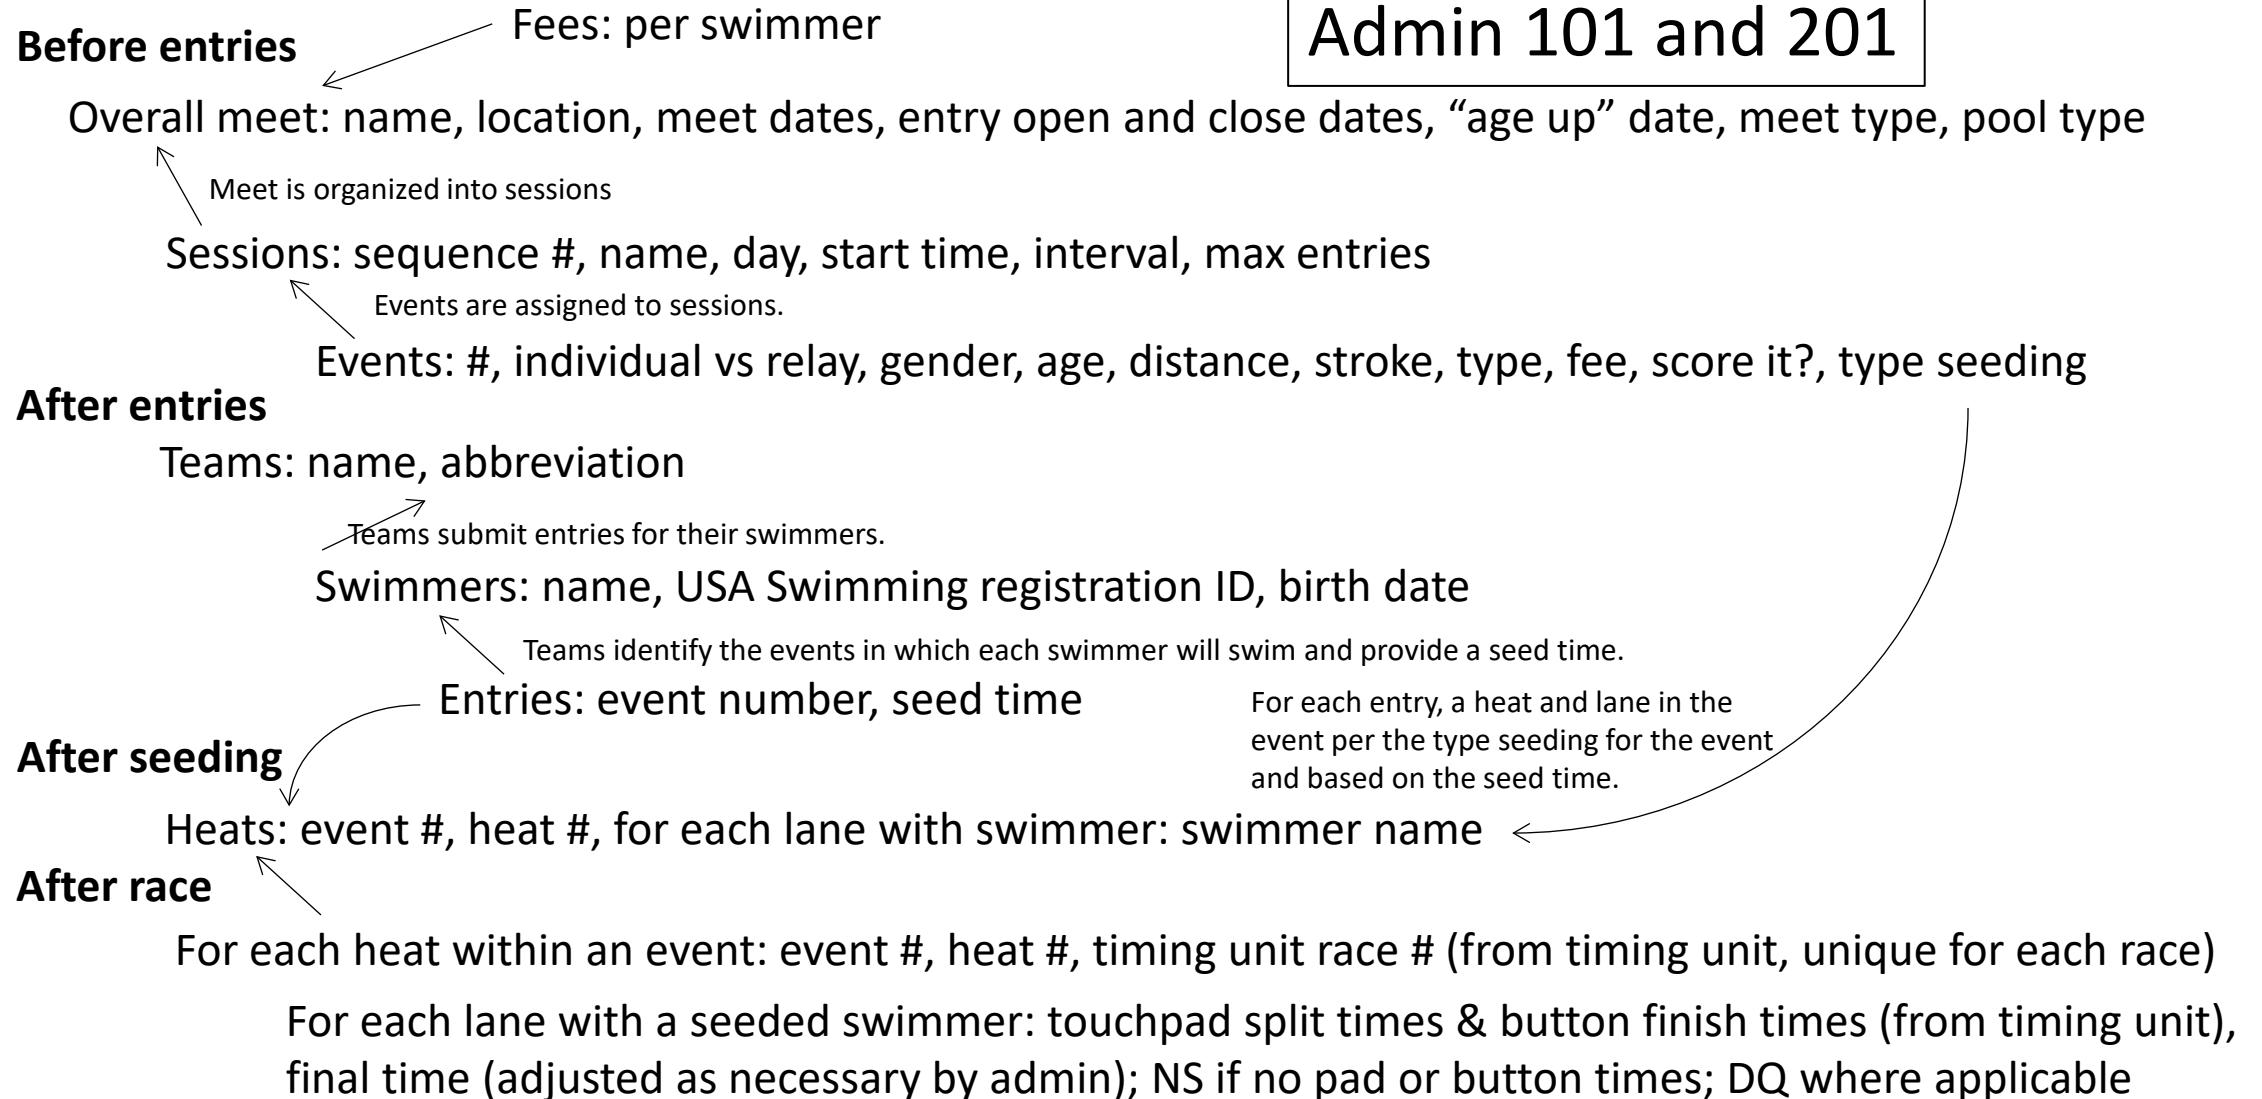 Fees: per swimmer
Admin 101 and 201
Before entries
Overall meet: name, location, meet dates, entry open and close dates, “age up” date, meet type, pool type
Meet is organized into sessions
Sessions: sequence #, name, day, start time, interval, max entries
Events are assigned to sessions.
Events: #, individual vs relay, gender, age, distance, stroke, type, fee, score it?, type seeding
After entries
Teams: name, abbreviation
Teams submit entries for their swimmers.
Swimmers: name, USA Swimming registration ID, birth date
Teams identify the events in which each swimmer will swim and provide a seed time.
Entries: event number, seed time
For each entry, a heat and lane in the
event per the type seeding for the event
and based on the seed time.
After seeding
Heats: event #, heat #, for each lane with swimmer: swimmer name
After race
For each heat within an event: event #, heat #, timing unit race # (from timing unit, unique for each race)
For each lane with a seeded swimmer: touchpad split times & button finish times (from timing unit),
final time (adjusted as necessary by admin); NS if no pad or button times; DQ where applicable